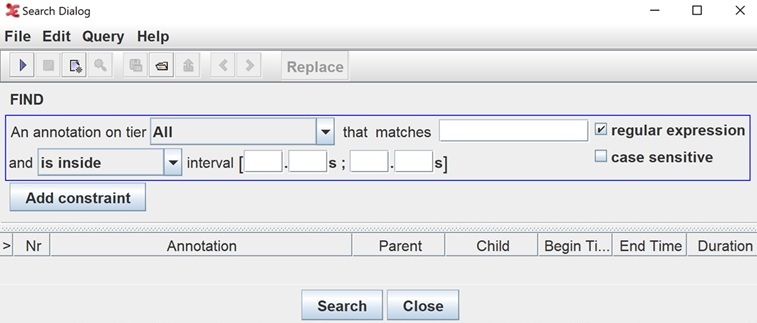 Search Dialog
File Edit Query Help
Replace
FIND
An annotation on tier All that matches regular expression
and is inside interval [ . s ; . s] case sensitive
Add constraint
> Nr Annotation Parent Child Begin Ti... End Time Duration
Search Close